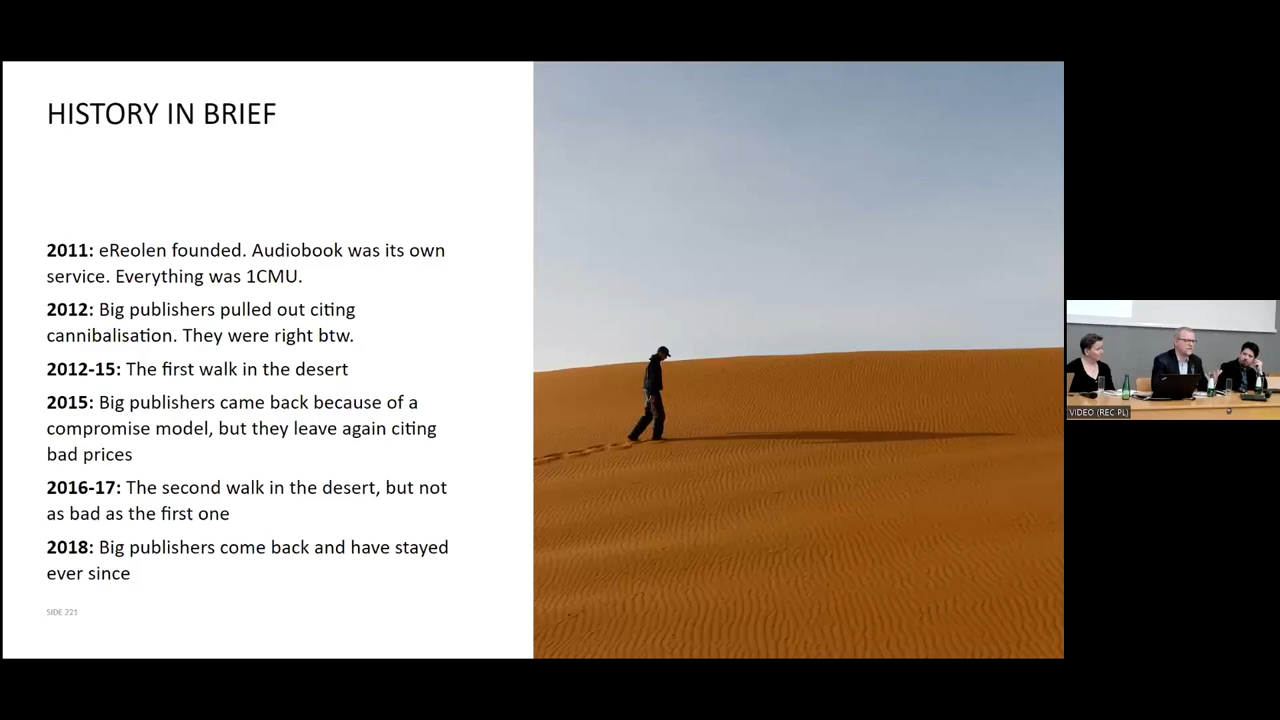 HISTORY IN BRIEF
2011: eReolen founded. Audiobook was its own
service. Everything was 1CMU.
2012: Big publishers pulled out citing
cannibalisation. They were right btw.
2012-15: The first walk in the desert
2015: Big publishers came back because of a
compromise model, but they leave again citing
bad prices
2016-17: The second walk in the desert, but not
as bad as the first one
2018: Big publishers come back and have stayed
ever since
SIDE 221
VIDEO (REC PL)